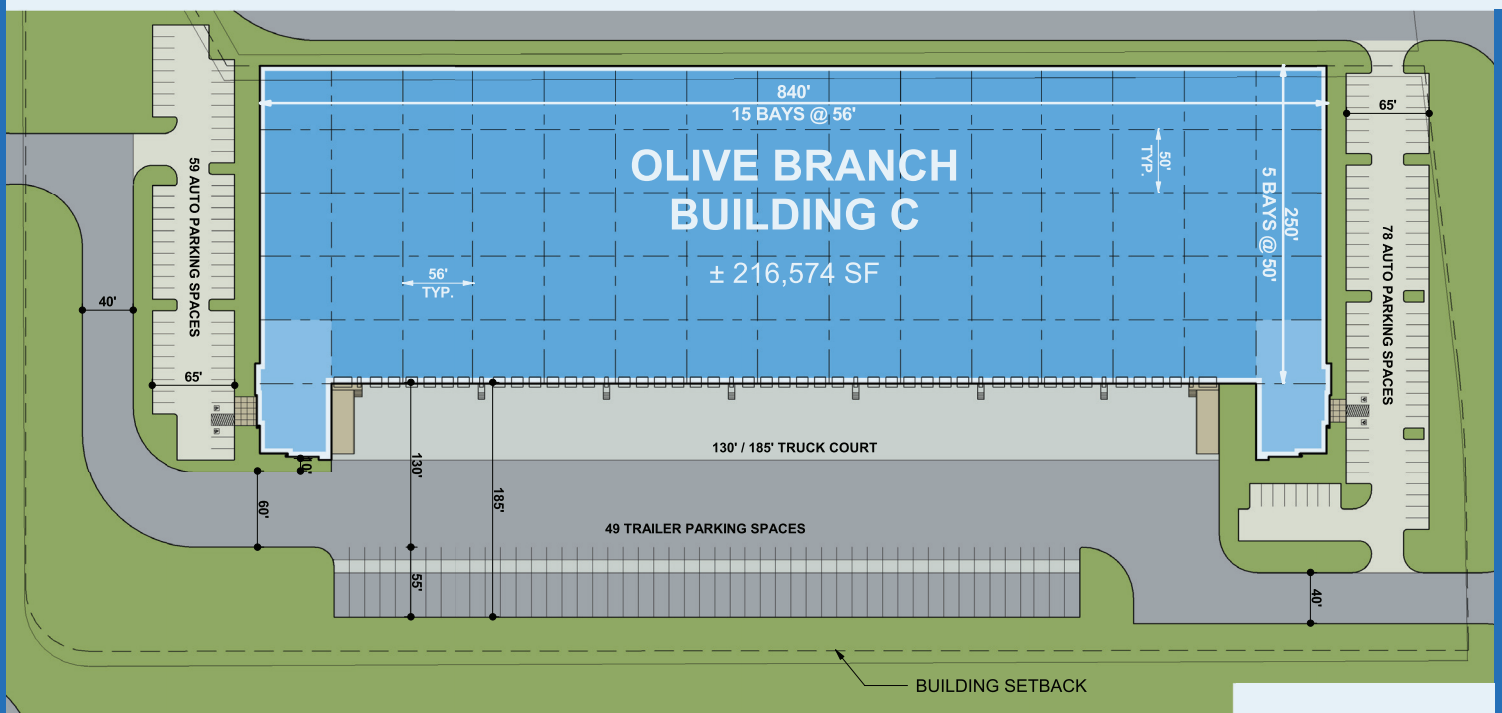 840'
15 BAYS @ 56'
65'
OLIVE BRANCH
BUILDING C
± 216,574 SF
50'
TYP.
250'
5 BAYS @ 50'
59 AUTO PARKING SPACES
78 AUTO PARKING SPACES
56'
TYP.
40'
65'
130' / 185' TRUCK COURT
130'
185'
60'
49 TRAILER PARKING SPACES
55'
40'
BUILDING SETBACK